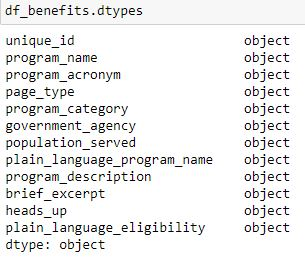 df_benefits.dtypes
unique_id object
program_name object
program_acronym object
page_type object
program_category object
government_agency object
population_served object
plain_language_program_name object
program_description object
brief_excerpt object
heads_up object
plain_language_eligibility object
dtype: object